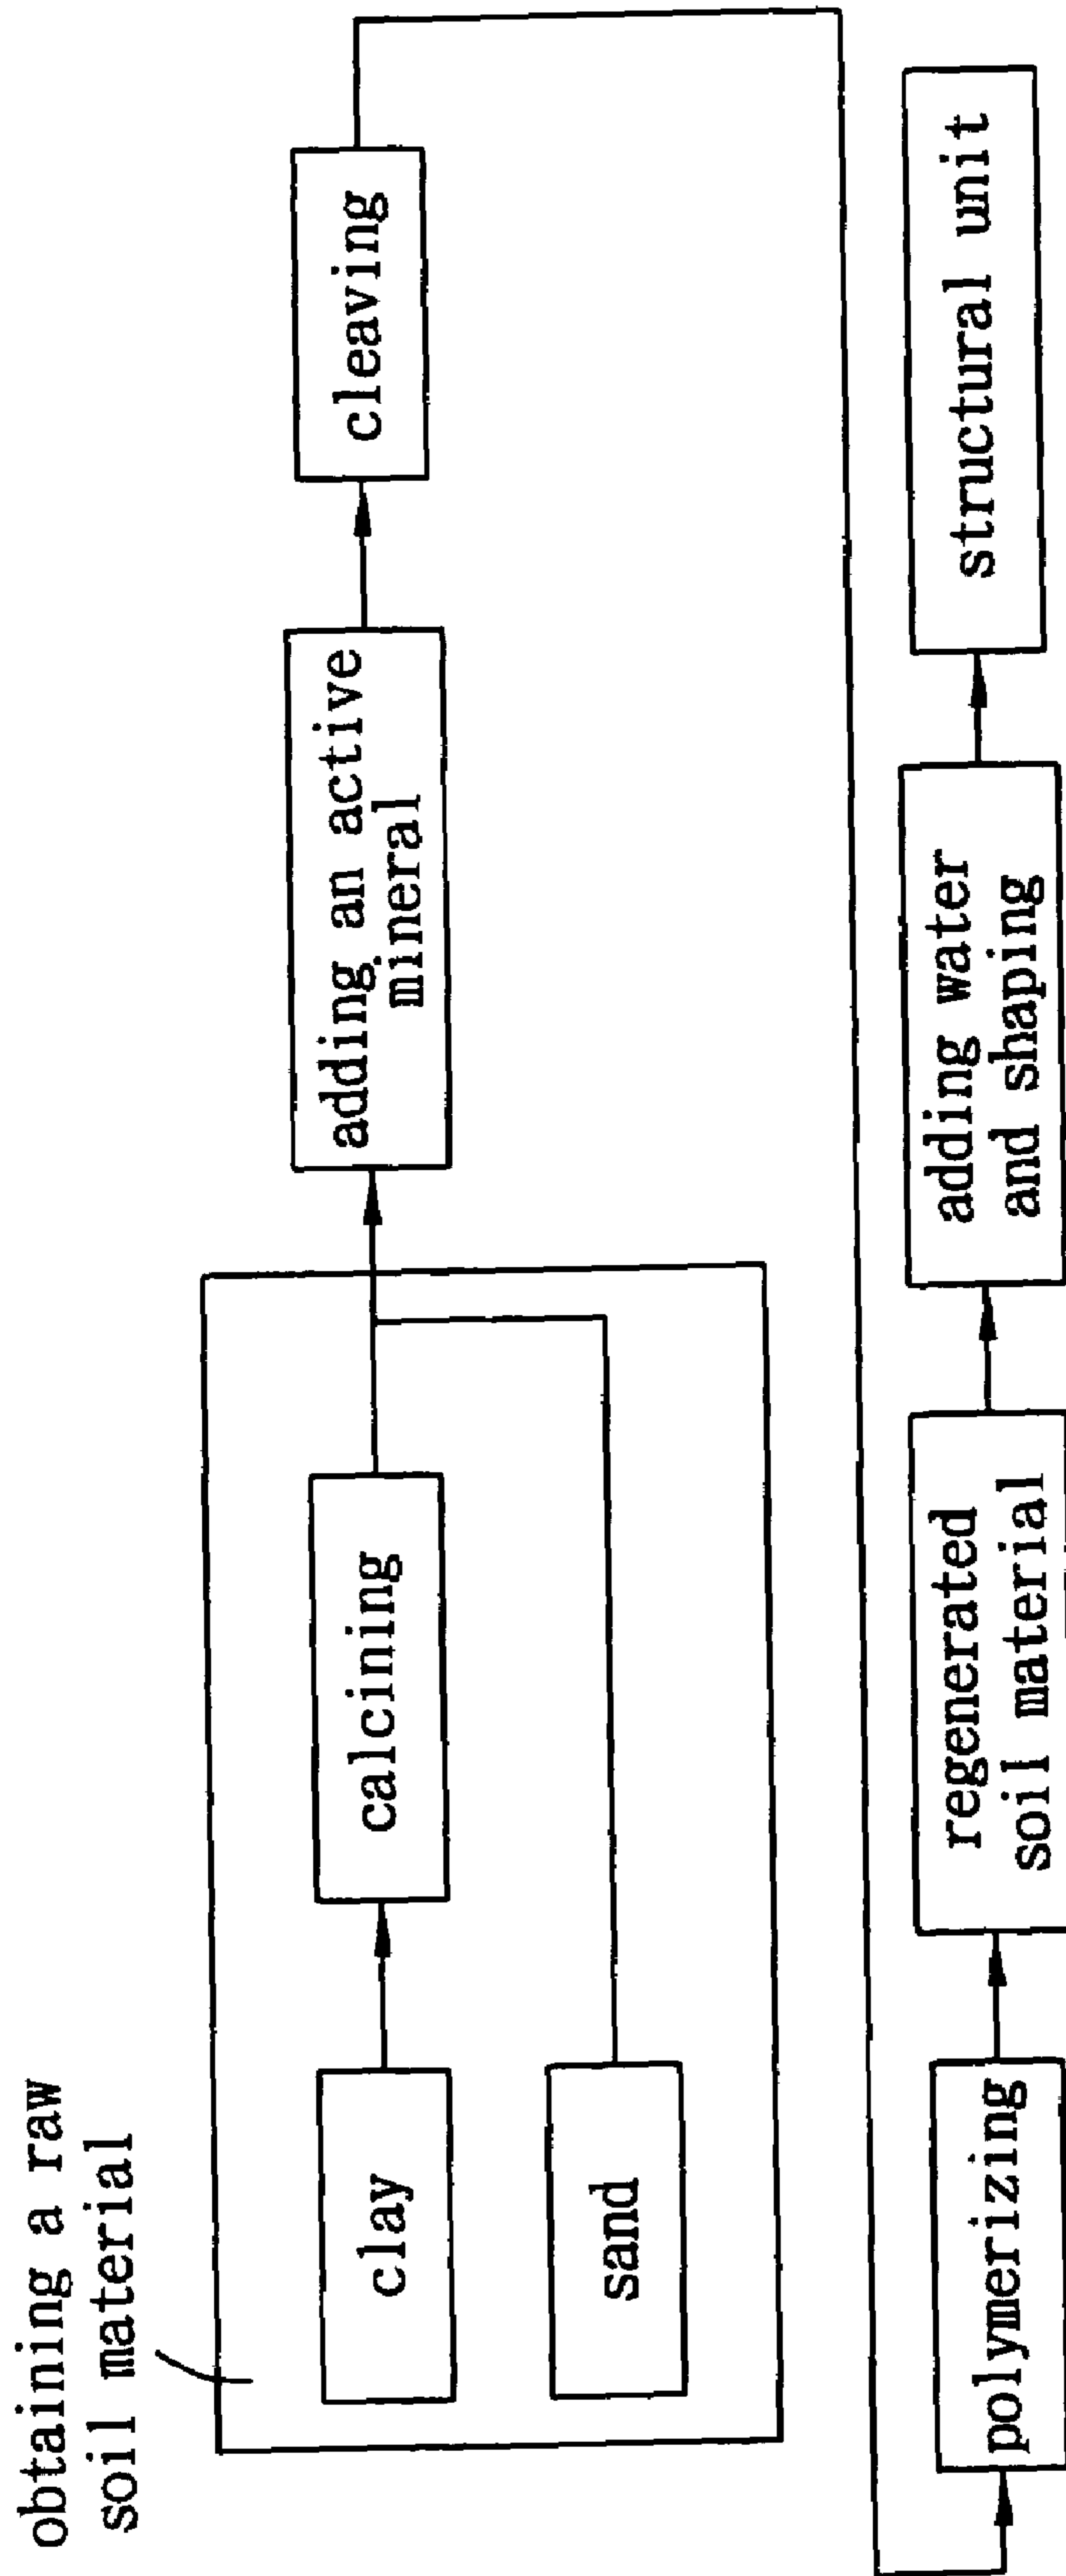 obtaining a raw
soil material
clay
calcining
sand
adding an active
mineral
cleaving
polymerizing
regenerated
soil material
adding water
and shaping
structural unit